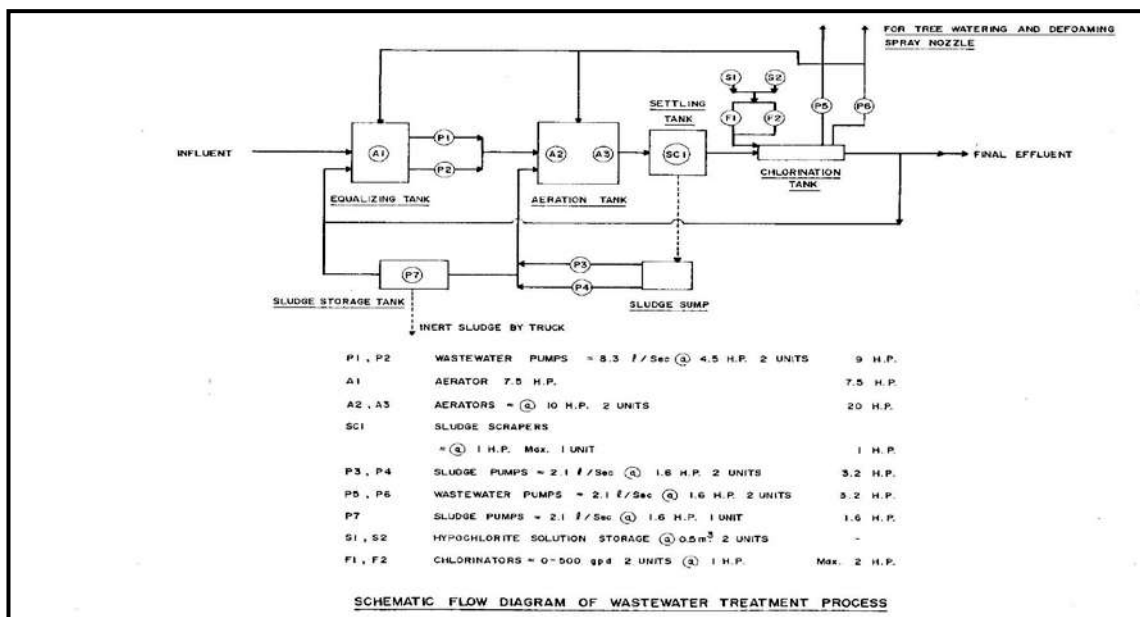 FOR TREE WATERING AND DEFOAMING
SPRAY NOZZLE
S1 S2
SETTLING
TANK
F1 F2 P5 P6
INFLUENT A1 P1 P2 A2 A3 SC1 FINAL EFFLUENT
CHLORINATION
TANK
EQUALIZING TANK AERATION TANK
P7 P3 P4
SLUDGE STORAGE TANK SLUDGE SUMP
INERT SLUDGE BY TRUCK
P1 , P2 WASTEWATER PUMPS ≈ 8.3 l/Sec @ 4.5 H.P. 2 UNITS 9 H.P.
A1 AERATOR 7.5 H.P. 7.5 H.P.
A2 , A3 AERATORS ≈ @ 10 H.P. 2 UNITS 20 H.P.
SC1 SLUDGE SCRAPERS
≈ @ 1 H.P. Max. 1 UNIT 1 H.P.
P3 , P4 SLUDGE PUMPS ≈ 2.1 l/Sec @ 1.6 H.P. 2 UNITS 3.2 H.P.
P5 , P6 WASTEWATER PUMPS ≈ 2.1 l/Sec @ 1.6 H.P. 2 UNITS 3.2 H.P.
P7 SLUDGE PUMPS ≈ 2.1 l/Sec @ 1.6 H.P. 1 UNIT 1.6 H.P.
S1 , S2 HYPOCHLORITE SOLUTION STORAGE @ 0.5m³ 2 UNITS -
F1 , F2 CHLORINATORS ≈ 0-500 gpd 2 UNITS @ 1 H.P. Max. 2 H.P.
SCHEMATIC FLOW DIAGRAM OF WASTEWATER TREATMENT PROCESS